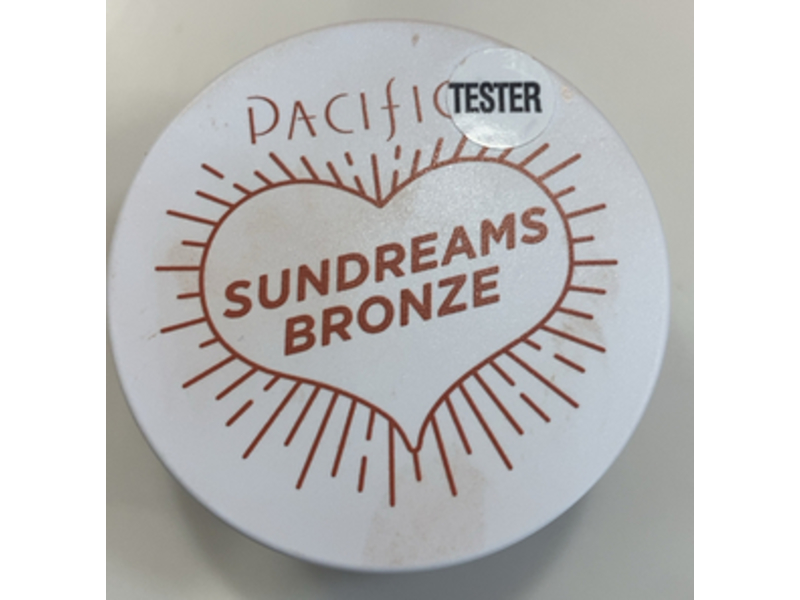 PACIFIC
TESTER
SUNDREAMS
BRONZE